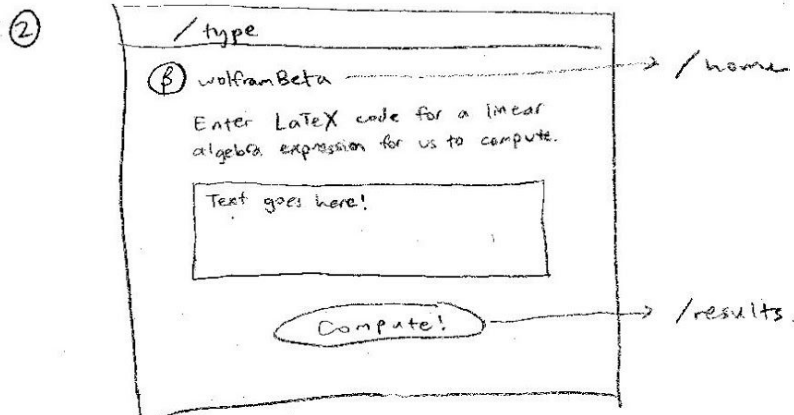 ②
/type
β wolframBeta
/home
Enter LaTeX code for a linear
algebra expression for us to compute.
Text goes here!
Compute!
/results